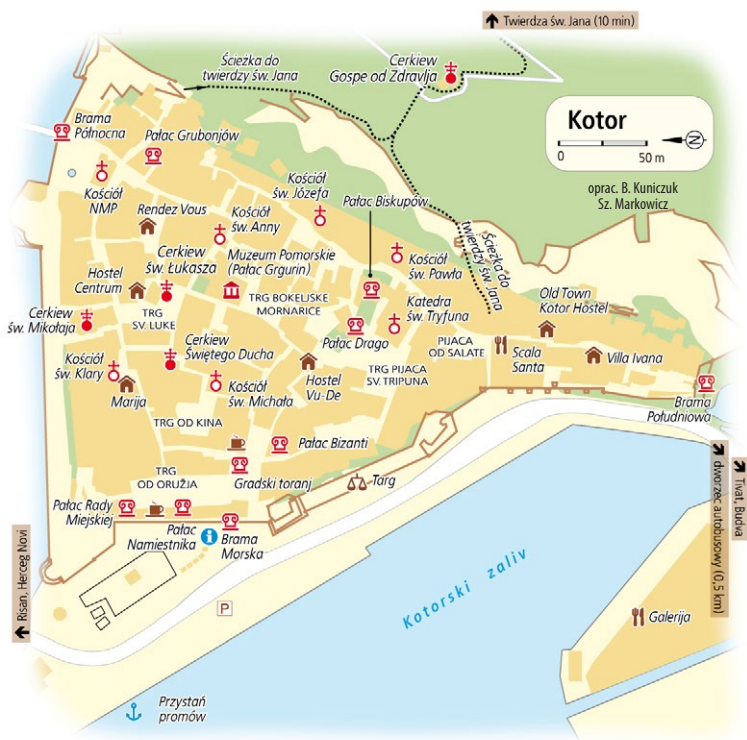 Twierdza św. Jana (10 min)
Ścieżka do
twierdzy św. Jana
Cerkiew
Gospe od Zdravlja
Kotor
0 50 m
N
oprac. B. Kuniczuk
Sz. Markowicz
Brama
Północna
Pałac Grubonjów
Kościół
NMP
Rendez Vous
Kościół
św. Anny
Kościół
św. Józefa
Pałac Biskupów
Ścieżka do
twierdzy św. Jana
Cerkiew
św. Łukasza
Muzeum Pomorskie
(Pałac Grgurin)
Kościół
św. Pawła
Hostel
Centrum
TRG
SV. LUKE
TRG BOKELJSKE
MORNARICE
Katedra
św. Tryfuna
Old Town
Kotor Hostel
Cerkiew
św. Mikołaja
Cerkiew
Świętego Ducha
Pałac Drago
PIJACA
OD SALATE
Scala
Santa
Villa Ivana
Kościół
św. Klary
Marija
Kościół
św. Michała
Hostel
Vu-De
TRG PIJACA
SV. TRIPUNA
Brama
Południowa
TRG OD KINA
Pałac Bizanti
TRG
OD ORUŽJA
Gradski toranj
Targ
Pałac Rady
Miejskiej
Pałac
Namiestnika
i
Brama
Morska
Tivat, Budva
dworzec autobusowy (0,5 km)
Risan, Herceg Novi
P
Kotorski zaliv
Galerija
Przystań
promów